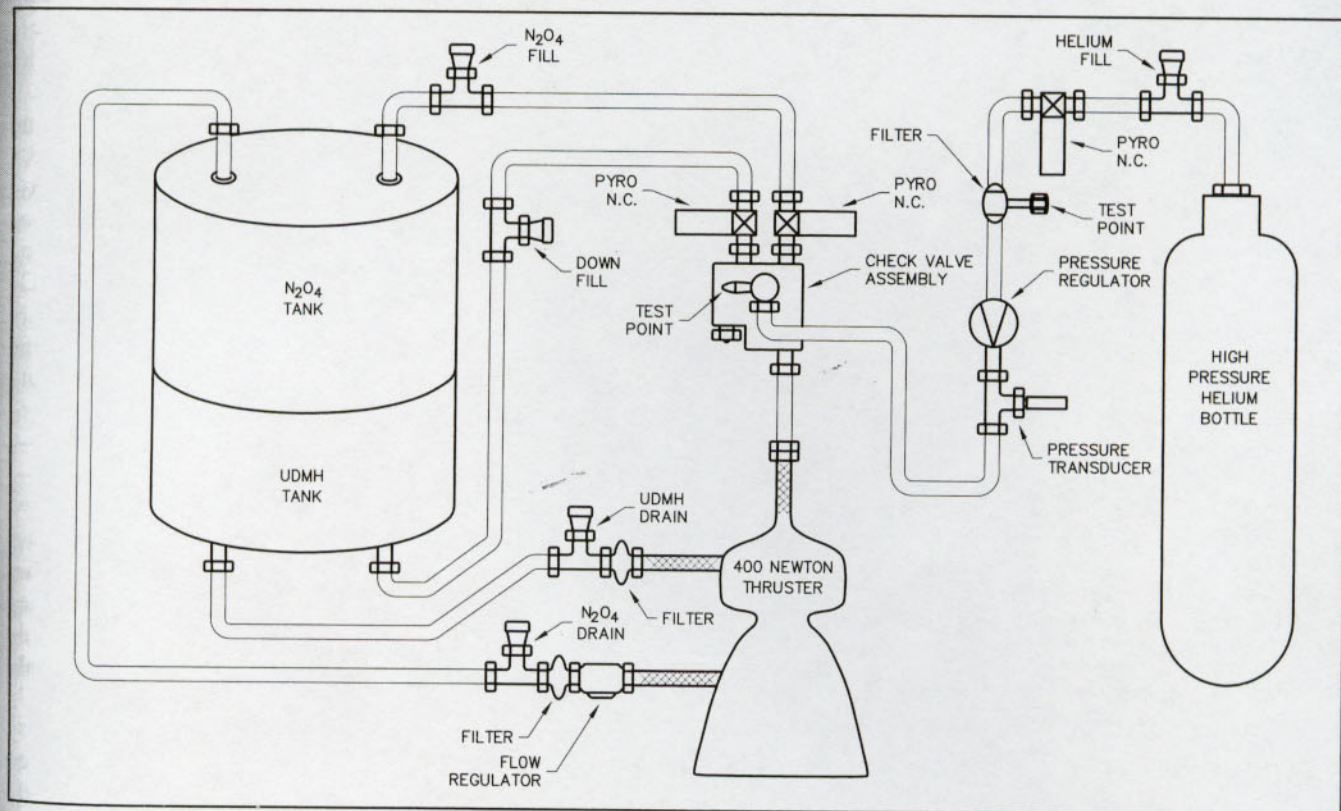 N₂O₄
FILL
HELIUM
FILL
FILTER
PYRO
N.C.
PYRO
N.C.
PYRO
N.C.
TEST
POINT
DOWN
FILL
CHECK VALVE
ASSEMBLY
PRESSURE
REGULATOR
N₂O₄
TANK
TEST
POINT
HIGH
PRESSURE
HELIUM
BOTTLE
PRESSURE
TRANSDUCER
UDMH
TANK
UDMH
DRAIN
400 NEWTON
THRUSTER
N₂O₄
DRAIN
FILTER
FILTER
FLOW
REGULATOR